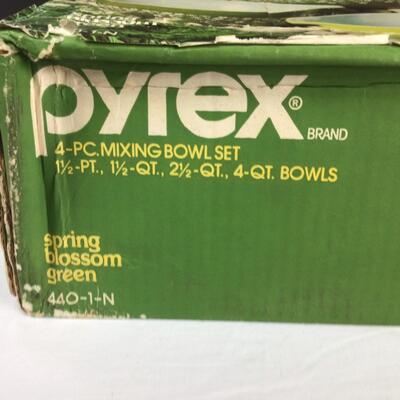 pyrex®
BRAND
4-PC. MIXING BOWL SET
1½-PT., 1½-QT., 2½-QT., 4-QT. BOWLS
spring
blossom
green
440-1-N